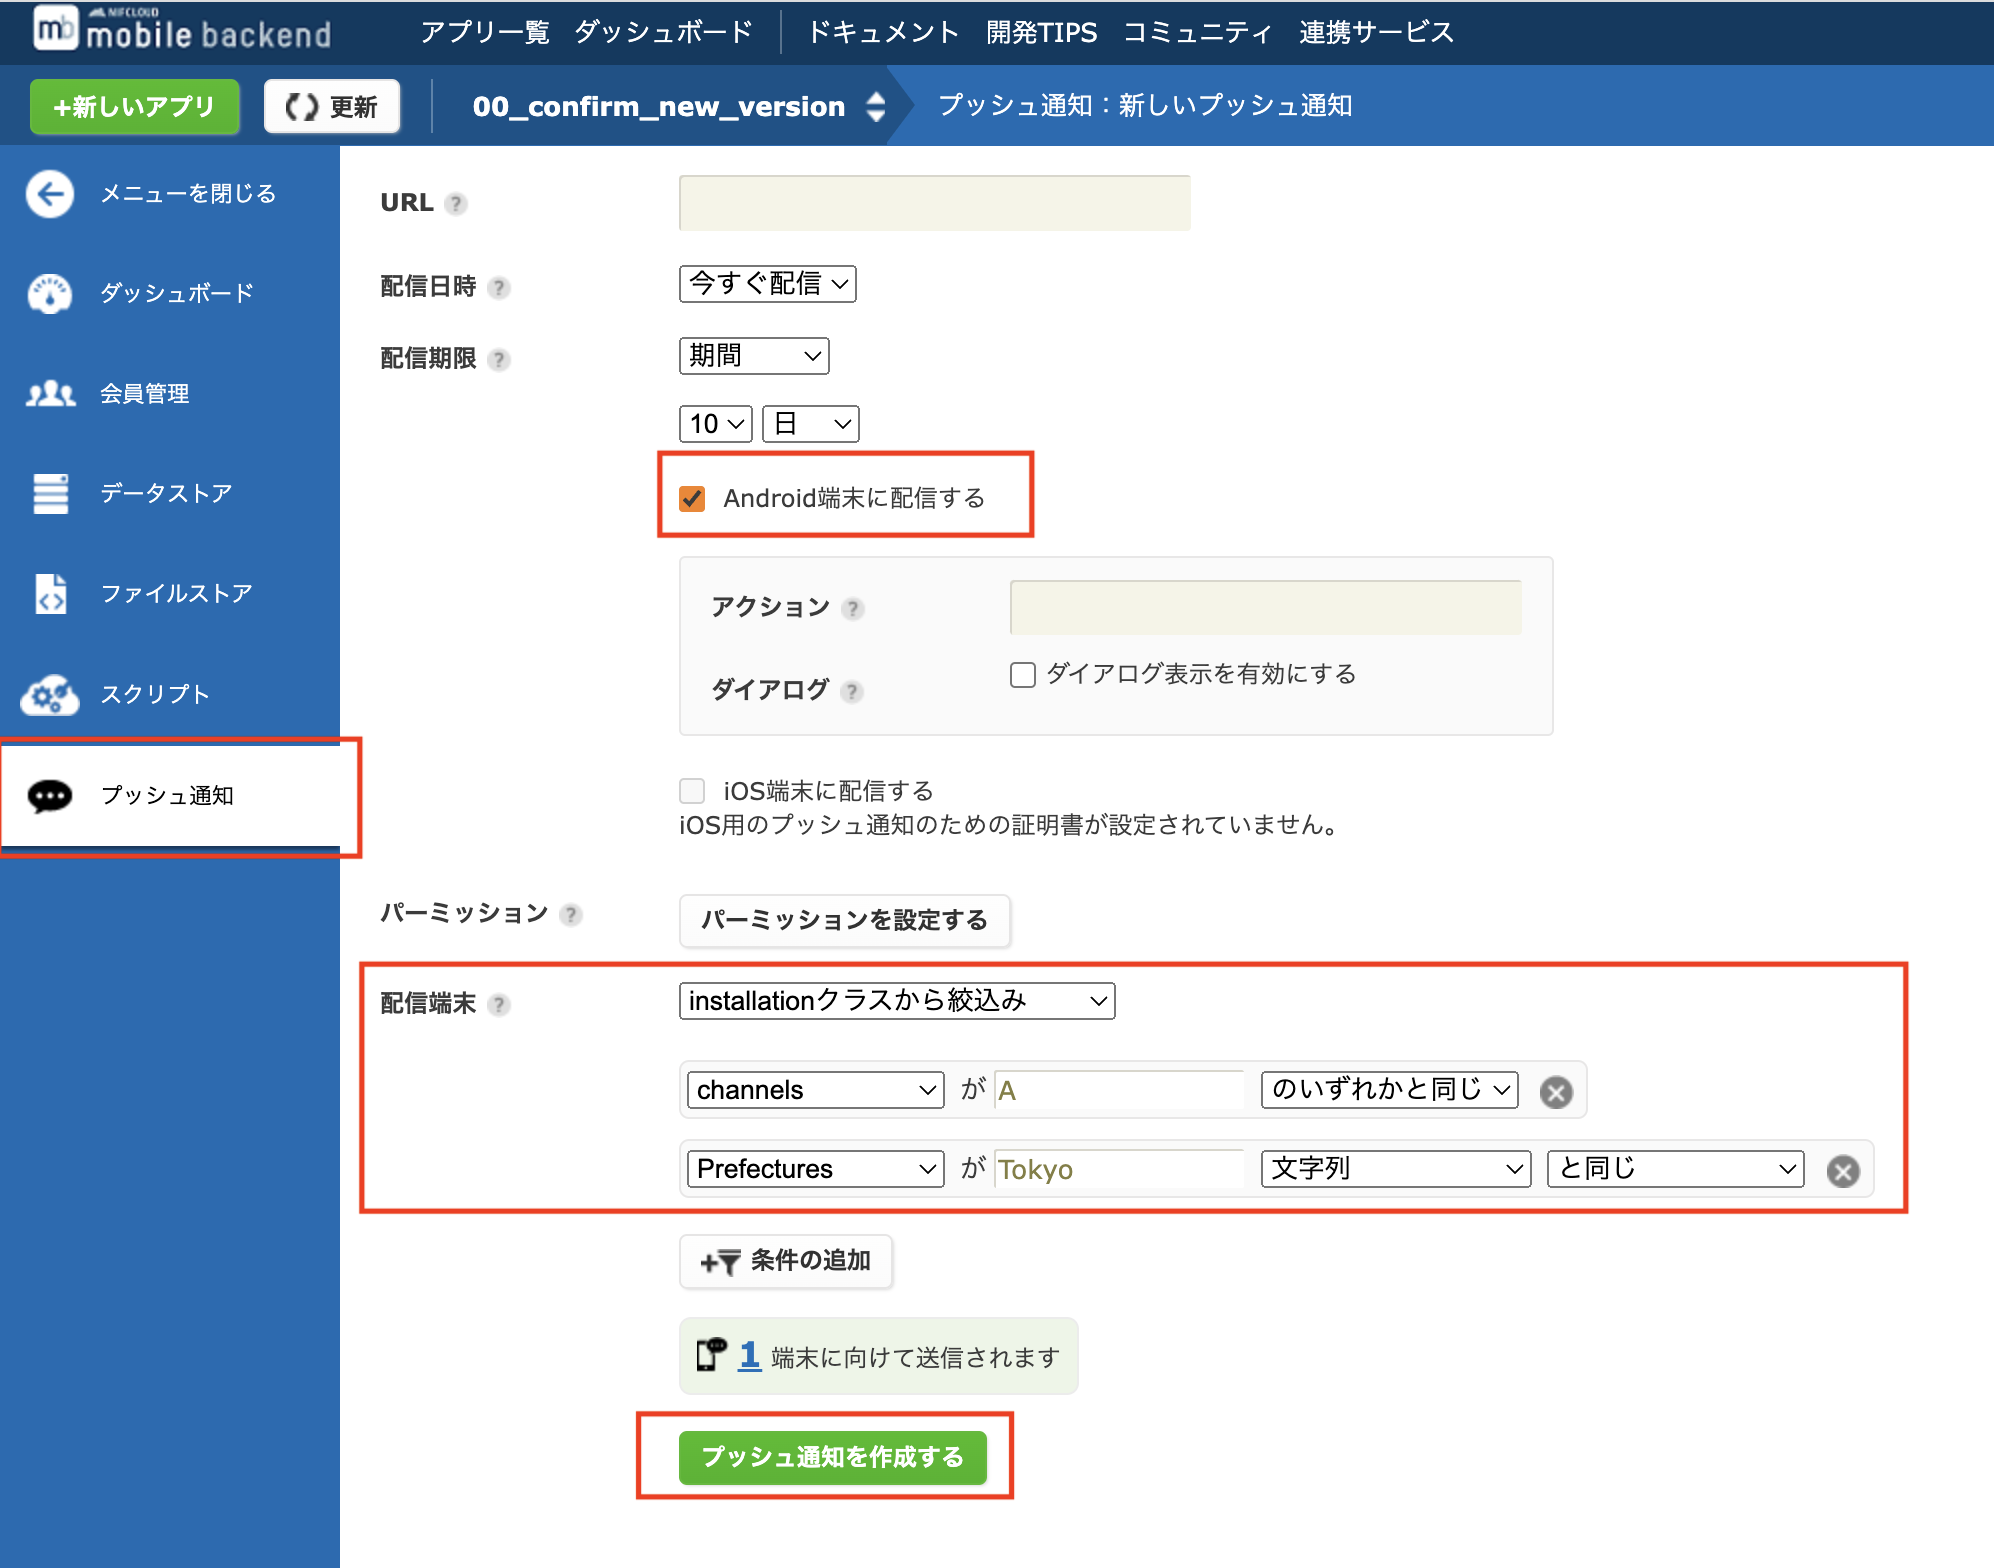 NIFCLOUD
mb mobile backend
アプリ一覧 ダッシュボード ドキュメント 開発TIPS コミュニティ 連携サービス
+新しいアプリ 更新 00_confirm_new_version プッシュ通知：新しいプッシュ通知
メニューを閉じる
ダッシュボード
会員管理
データストア
ファイルストア
スクリプト
プッシュ通知
URL ?
配信日時 ? 今すぐ配信
配信期限 ? 期間
10 日
Android端末に配信する
アクション ?
ダイアログ ? ダイアログ表示を有効にする
iOS端末に配信する
iOS用のプッシュ通知のための証明書が設定されていません。
パーミッション ? パーミッションを設定する
配信端末 ? installationクラスから絞込み
channels が A のいずれかと同じ
Prefectures が Tokyo 文字列 と同じ
+ 条件の追加
1 端末に向けて送信されます
プッシュ通知を作成する